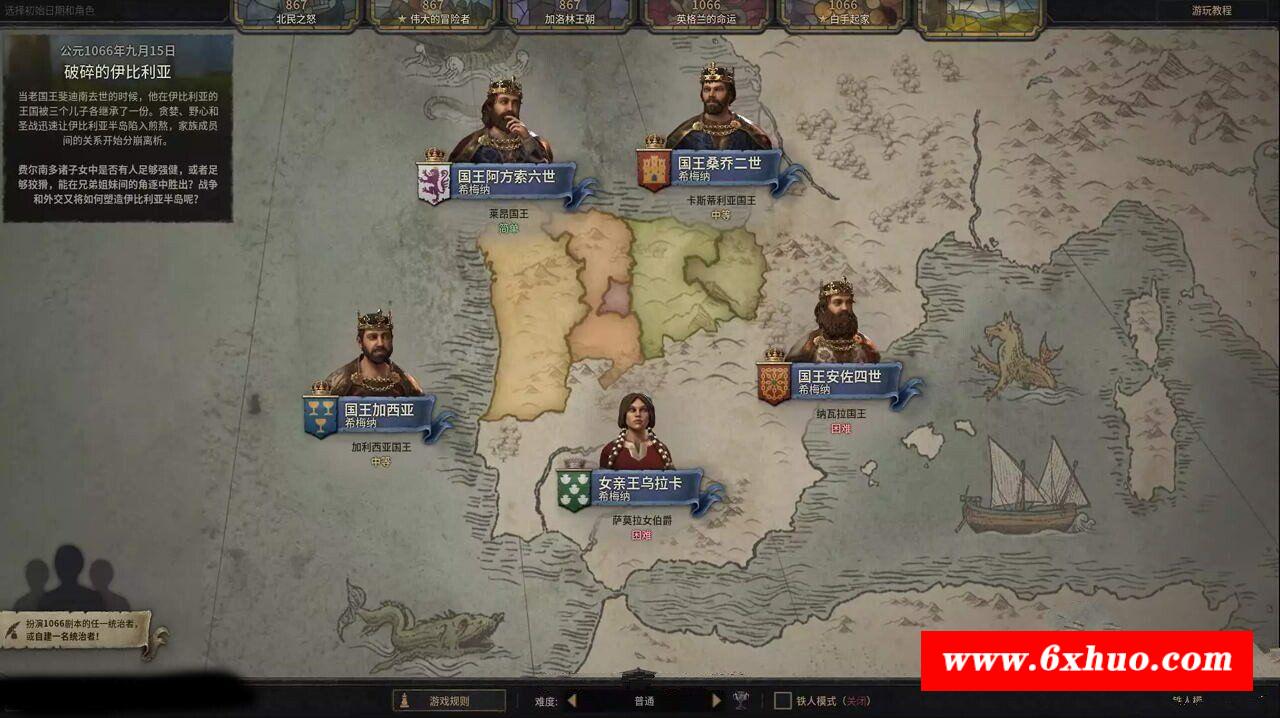 选择初始日期和角色
867
北民之怒
867
伟大的冒险者
867
加洛林王朝
1066
英格兰的命运
1066
白手起家
游玩教程
公元1066年九月15日
破碎的伊比利亚
当老国王斐迪南去世的时候，他在伊比利亚的
王国被三个儿子各继承了一份。贪婪、野心和
圣战迅速让伊比利亚半岛陷入煎熬，家族成员
间的关系开始分崩离析。
费尔南多诸子女中是否有人足够强健，或者足
够狡猾，能在兄弟姐妹间的角逐中胜出？战争
和外交又将如何塑造伊比利亚半岛呢？
国王阿方索六世
希梅纳
莱昂国王
简单
国王桑乔二世
希梅纳
卡斯蒂利亚国王
中等
国王加西亚
希梅纳
加利西亚国王
中等
国王安佐四世
希梅纳
纳瓦拉国王
困难
女亲王乌拉卡
希梅纳
萨莫拉女伯爵
困难
扮演1066剧本的任一统治者，
或自建一名统治者！
www.6xhuo.com
游戏规则
难度：
普通
铁人模式（关闭）